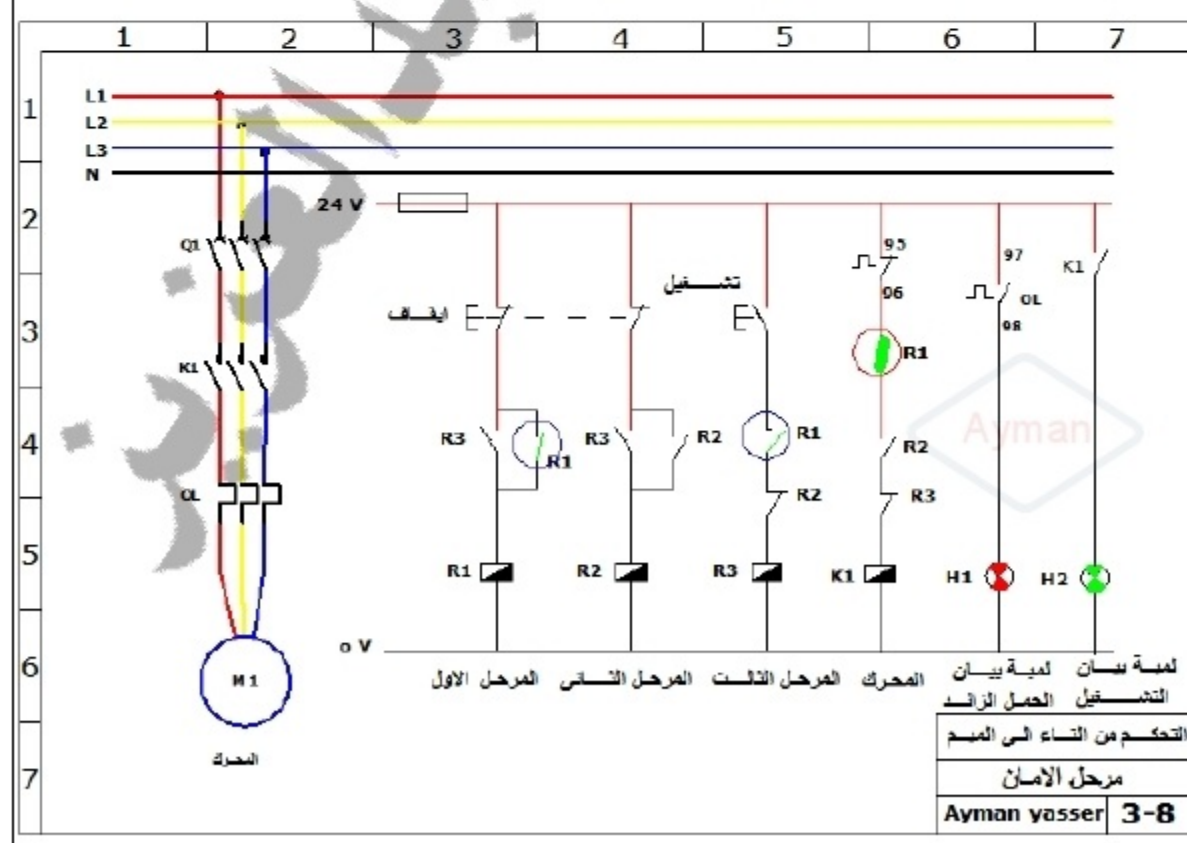 1 2 3 4 5 6 7
1
2
3
4
5
6
7
L1
L2
L3
N
24 V
Q1
K1
OL
M1
المحرك
ايقاف
تشغيل
95
96
97
98
OL
K1
R1
R3
R1
R3
R2
R1
R2
R2
R3
R1
R2
R3
K1
H1
H2
o V
المرحل الاول
المرحل الثانى
المرحل الثالث
المحرك
لمبة بيان
الحمل الزائد
لمبة بيان
التشغيل
Ayman
التحكم من التاء الى الميم
مرحل الامان
Ayman yasser 3-8